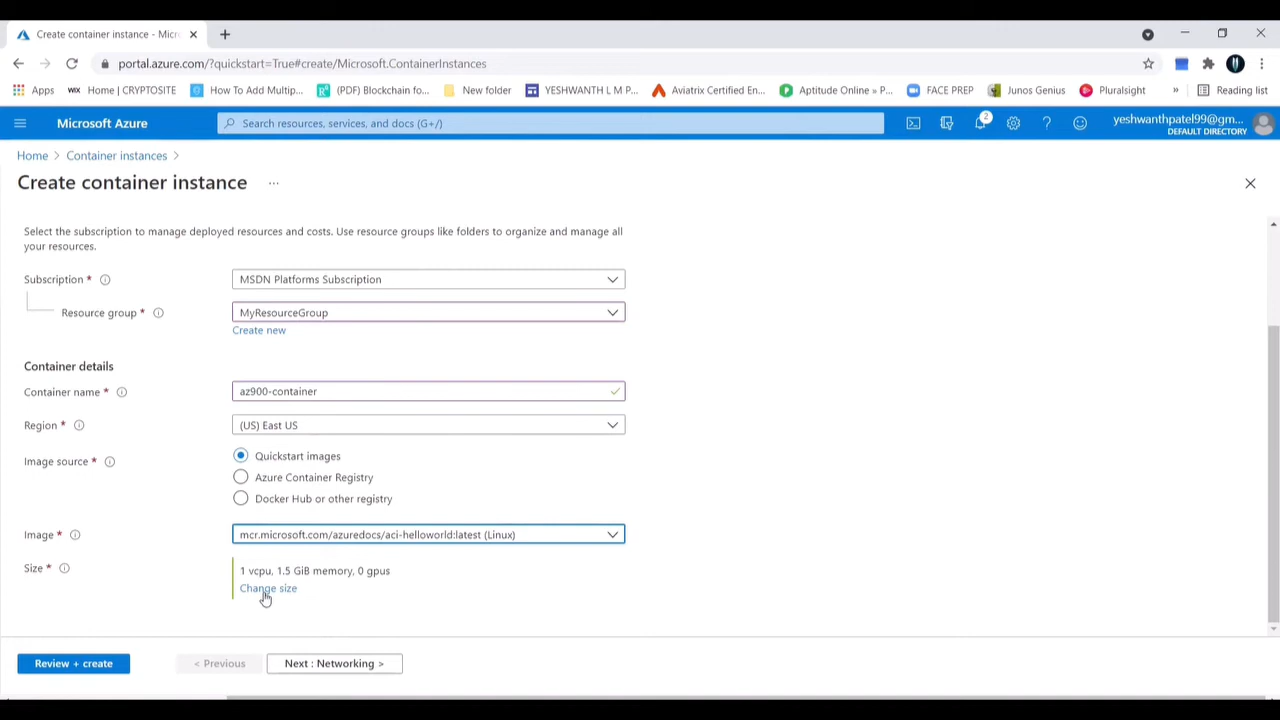 Create container instance - Micr
portal.azure.com/?quickstart=True#create/Microsoft.ContainerInstances
Apps WIX Home | CRYPTOSITE How To Add Multip... (PDF) Blockchain fo... New folder YESHWANTH L M P... Aviatrix Certified En... Aptitude Online » P... FACE PREP Junos Genius Pluralsight » Reading list
Microsoft Azure Search resources, services, and docs (G+/) 2 yeshwanthpatel99@gm...
DEFAULT DIRECTORY
Home > Container instances >
Create container instance ...
Select the subscription to manage deployed resources and costs. Use resource groups like folders to organize and manage all
your resources.
Subscription * MSDN Platforms Subscription
Resource group * MyResourceGroup
Create new
Container details
Container name * az900-container
Region * (US) East US
Image source * Quickstart images
Azure Container Registry
Docker Hub or other registry
Image * mcr.microsoft.com/azuredocs/aci-helloworld:latest (Linux)
Size * 1 vcpu, 1.5 GiB memory, 0 gpus
Change size
Review + create < Previous Next : Networking >